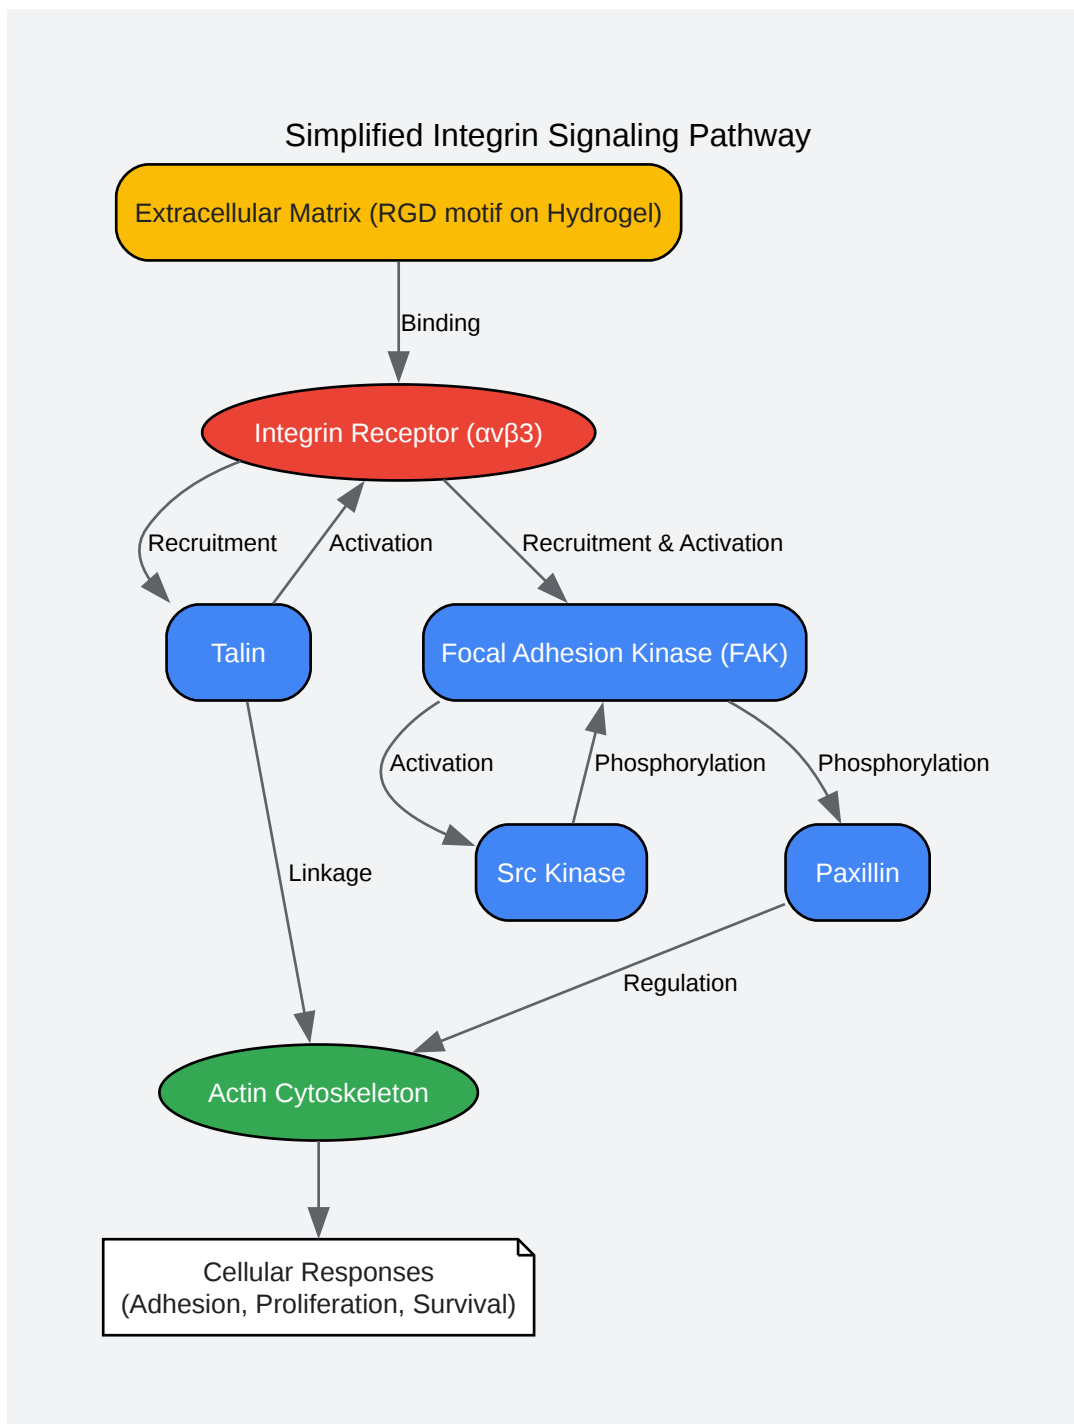 Simplified Integrin Signaling Pathway
Extracellular Matrix (RGD motif on Hydrogel)
Binding
Integrin Receptor (αvβ3)
Recruitment
Activation
Recruitment & Activation
Talin
Focal Adhesion Kinase (FAK)
Activation
Phosphorylation
Phosphorylation
Linkage
Src Kinase
Paxillin
Regulation
Actin Cytoskeleton
Cellular Responses
(Adhesion, Proliferation, Survival)